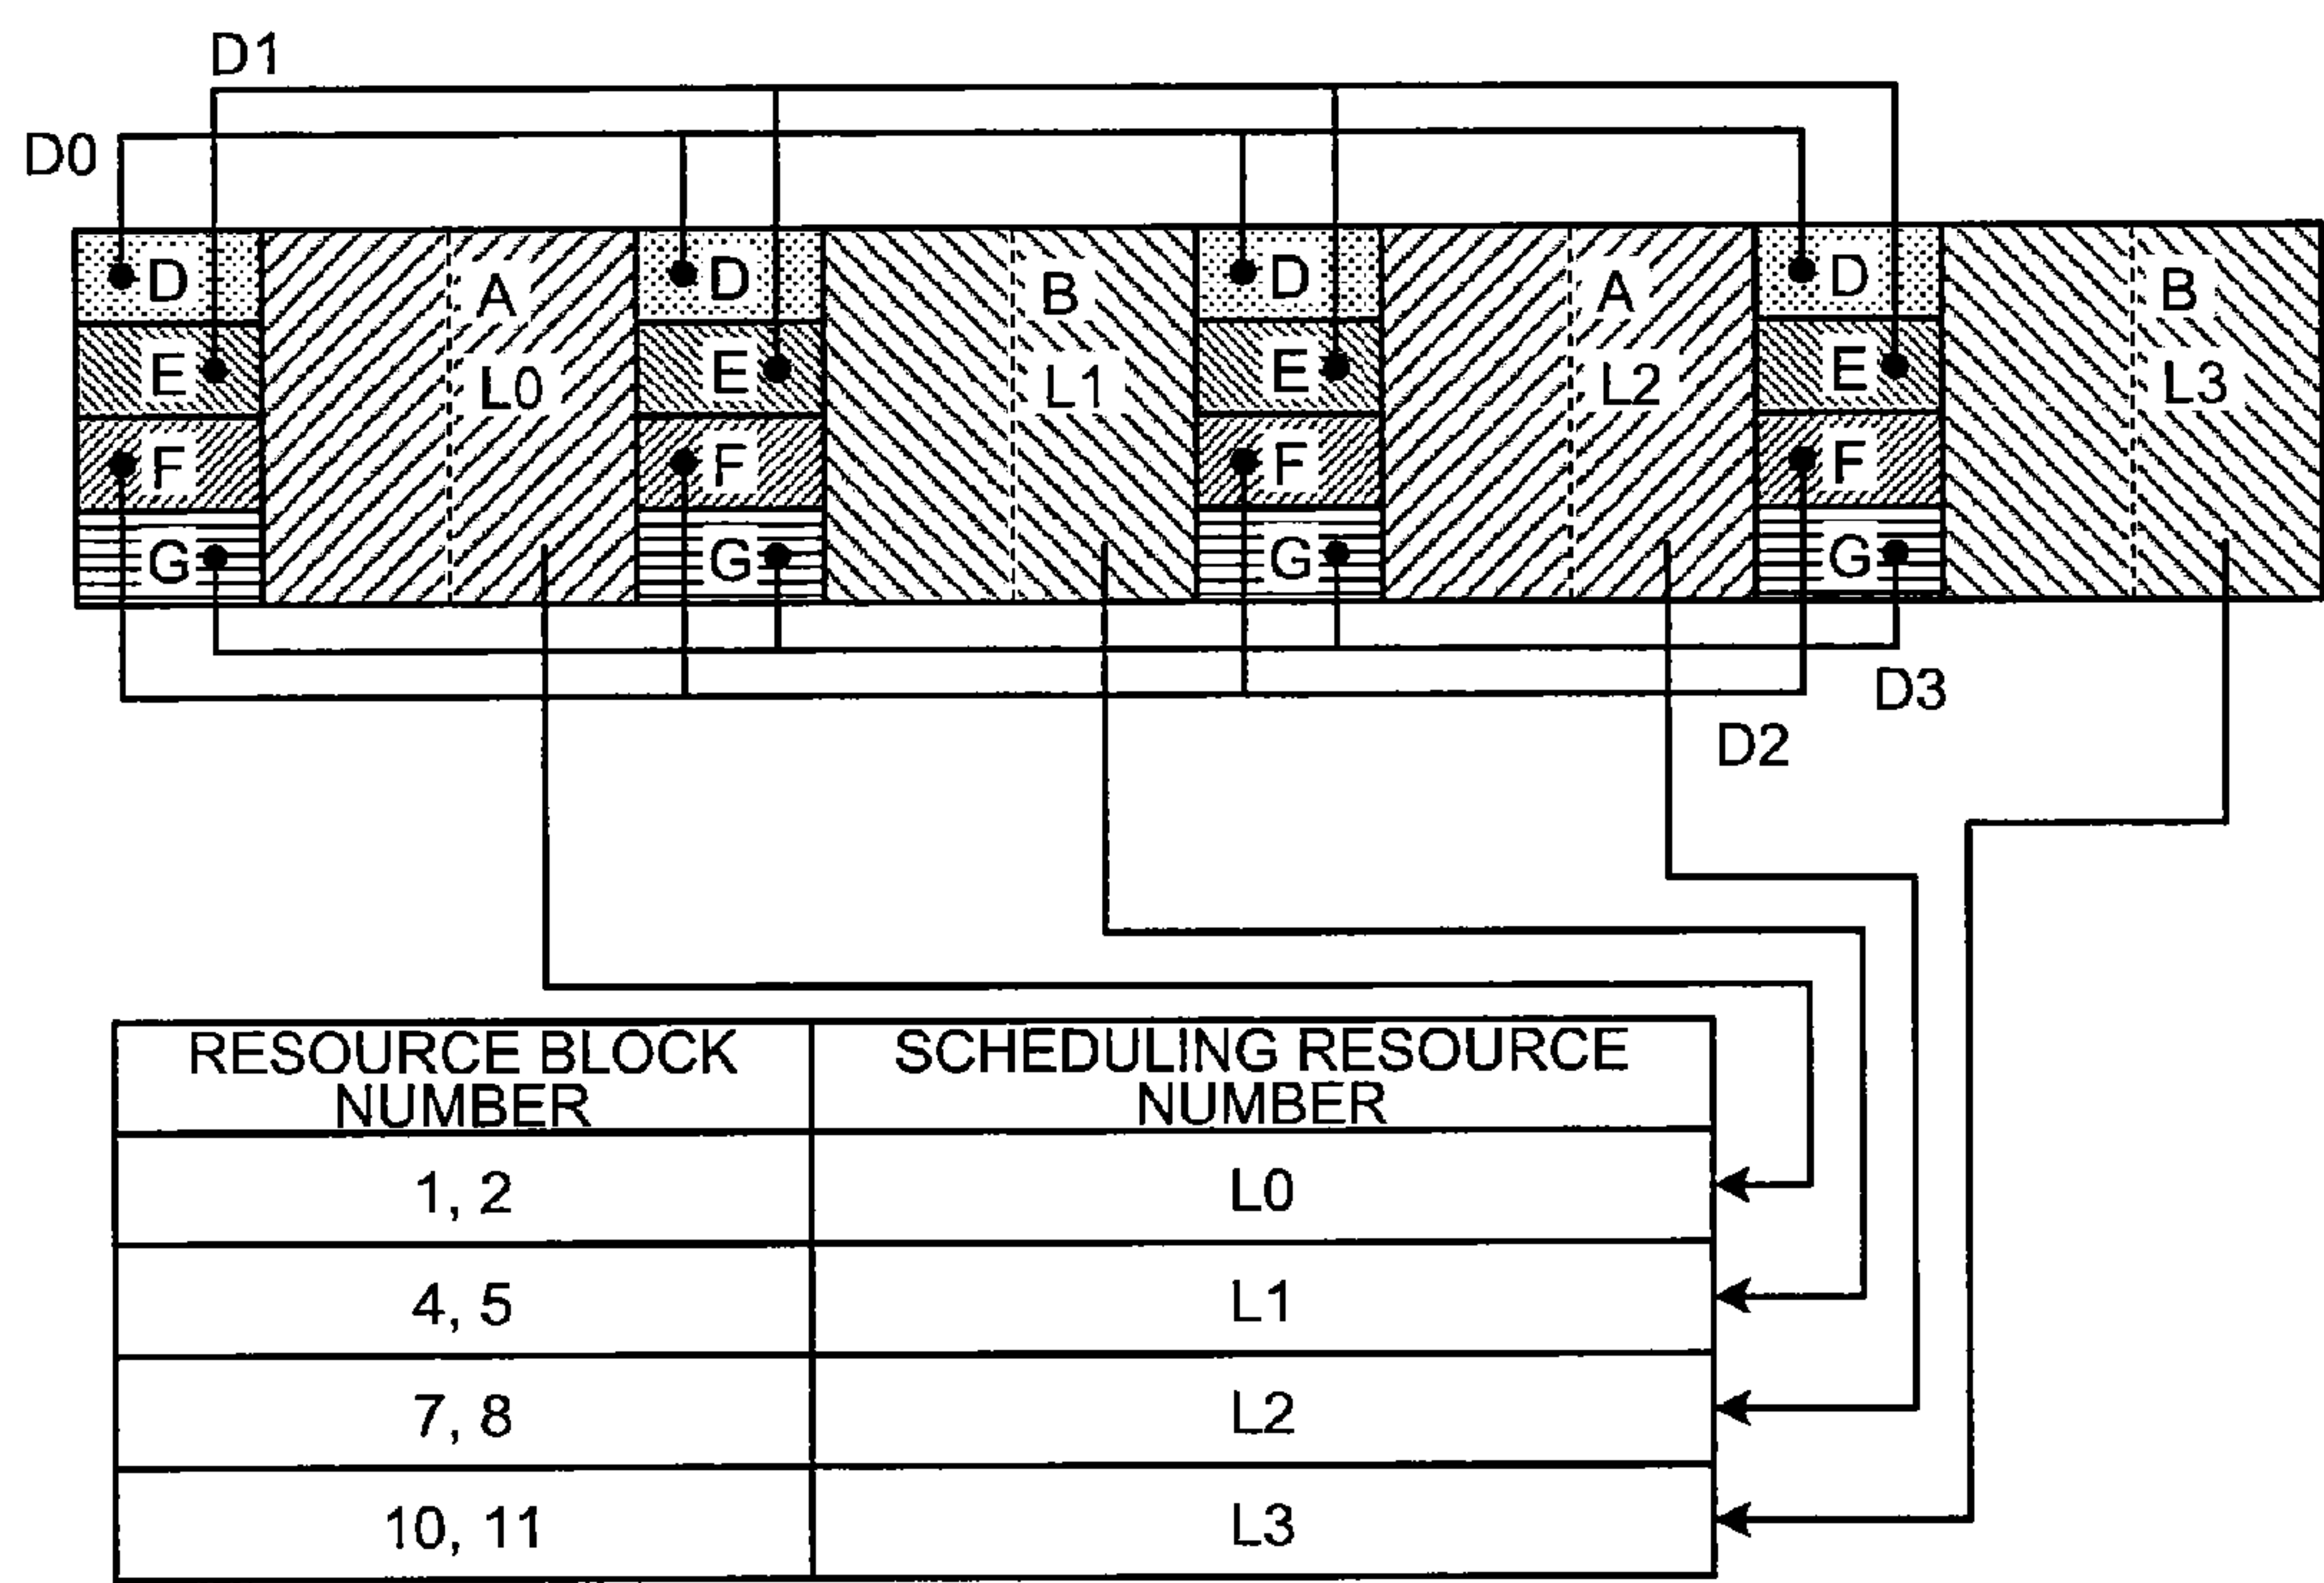 D1
D0
D D D D
A B A B
E E E E
L0 L1 L2 L3
F F F F
G G G G
D3
D2
RESOURCE BLOCK NUMBER
SCHEDULING RESOURCE NUMBER
1, 2 L0
4, 5 L1
7, 8 L2
10, 11 L3